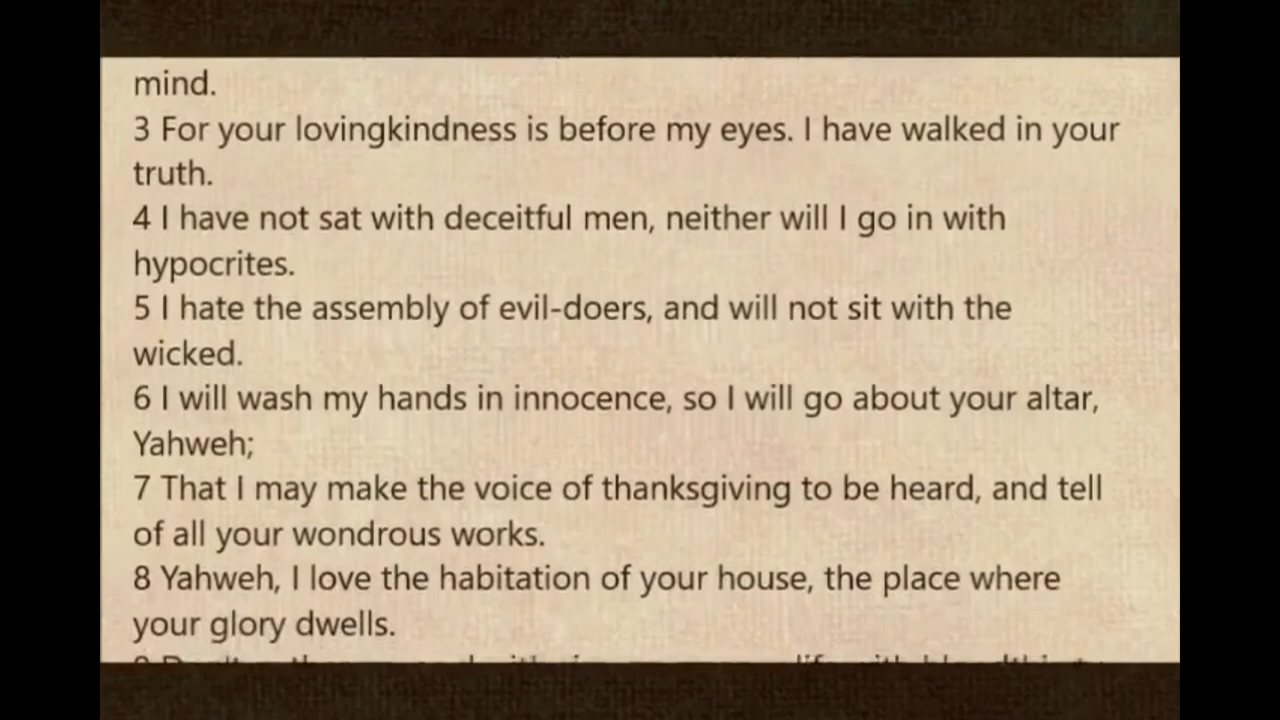 mind.
3 For your lovingkindness is before my eyes. I have walked in your
truth.
4 I have not sat with deceitful men, neither will I go in with
hypocrites.
5 I hate the assembly of evil-doers, and will not sit with the
wicked.
6 I will wash my hands in innocence, so I will go about your altar,
Yahweh;
7 That I may make the voice of thanksgiving to be heard, and tell
of all your wondrous works.
8 Yahweh, I love the habitation of your house, the place where
your glory dwells.